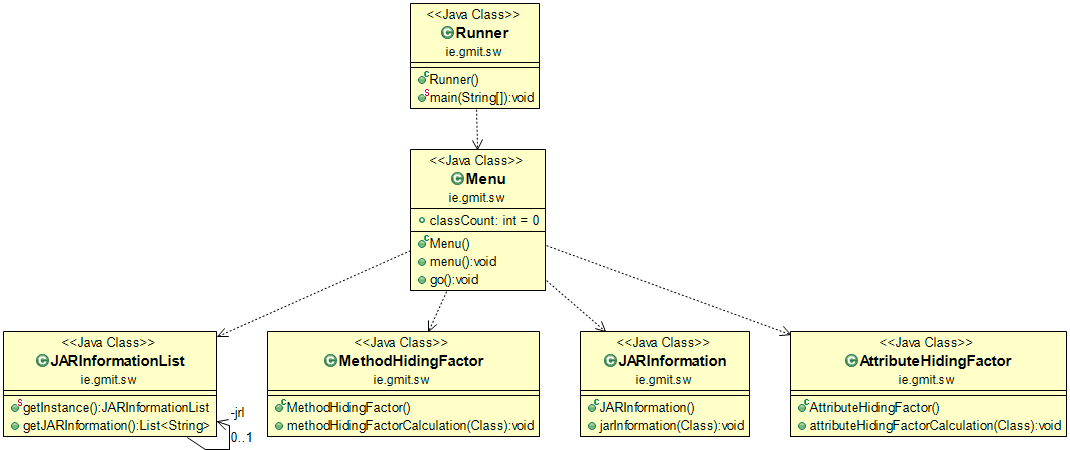 <<Java Class>>
Runner
ie.gmit.sw
Runner()
main(String[]):void
<<Java Class>>
Menu
ie.gmit.sw
classCount: int = 0
Menu()
menu():void
go():void
<<Java Class>>
JARInformationList
ie.gmit.sw
getInstance():JARInformationList
getJARInformation():List<String>
-jrl
0..1
<<Java Class>>
MethodHidingFactor
ie.gmit.sw
MethodHidingFactor()
methodHidingFactorCalculation(Class):void
<<Java Class>>
JARInformation
ie.gmit.sw
JARInformation()
jarInformation(Class):void
<<Java Class>>
AttributeHidingFactor
ie.gmit.sw
AttributeHidingFactor()
attributeHidingFactorCalculation(Class):void